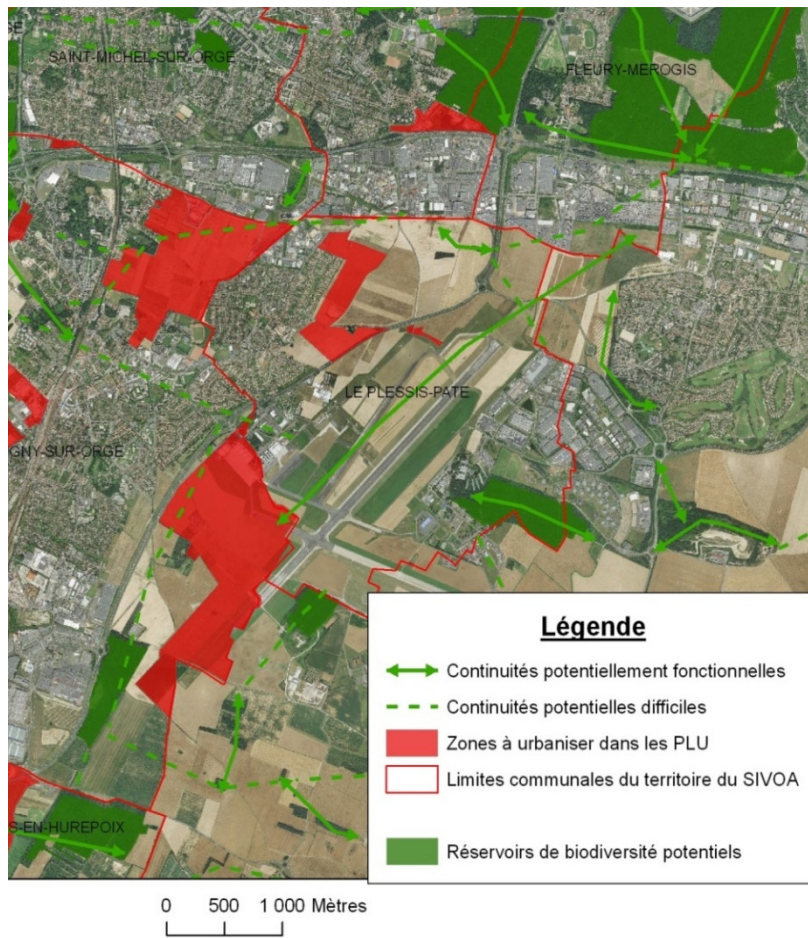 SAINT-MICHEL-SUR-ORGE
FLEURY-MEROGIS
LE PLESSIS-PATE
GNY-SUR-ORGE
S-EN-HUREPOIX
Légende
Continuités potentiellement fonctionnelles
Continuités potentielles difficiles
Zones à urbaniser dans les PLU
Limites communales du territoire du SIVOA
Réservoirs de biodiversité potentiels
0 500 1 000 Mètres